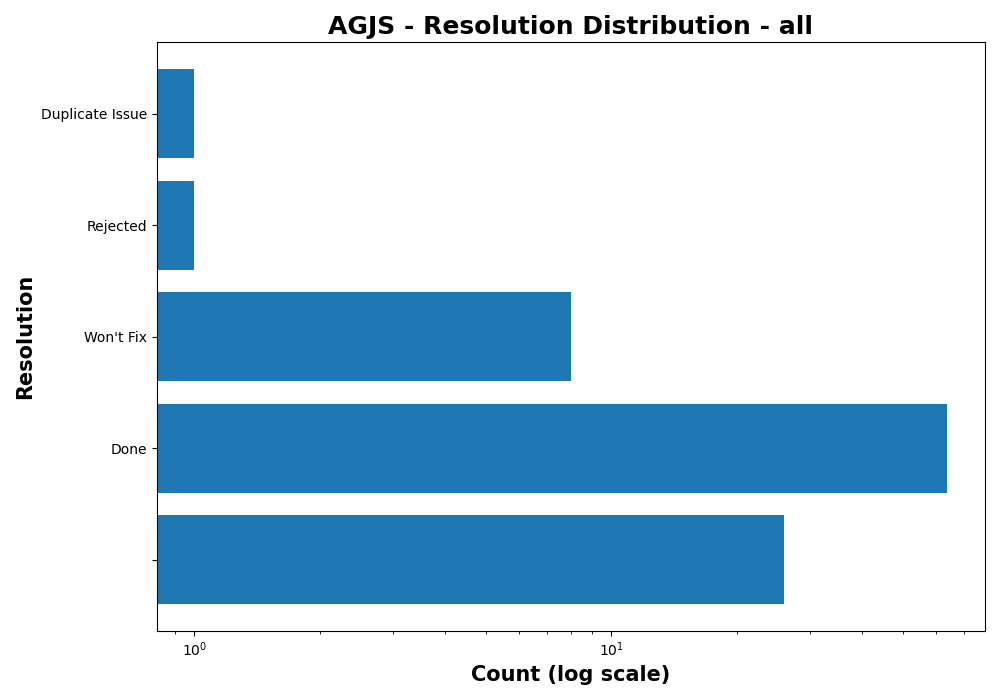 AGJS - Resolution Distribution - all
Duplicate Issue
Rejected
Won't Fix
Done
Resolution
10⁰
10¹
Count (log scale)